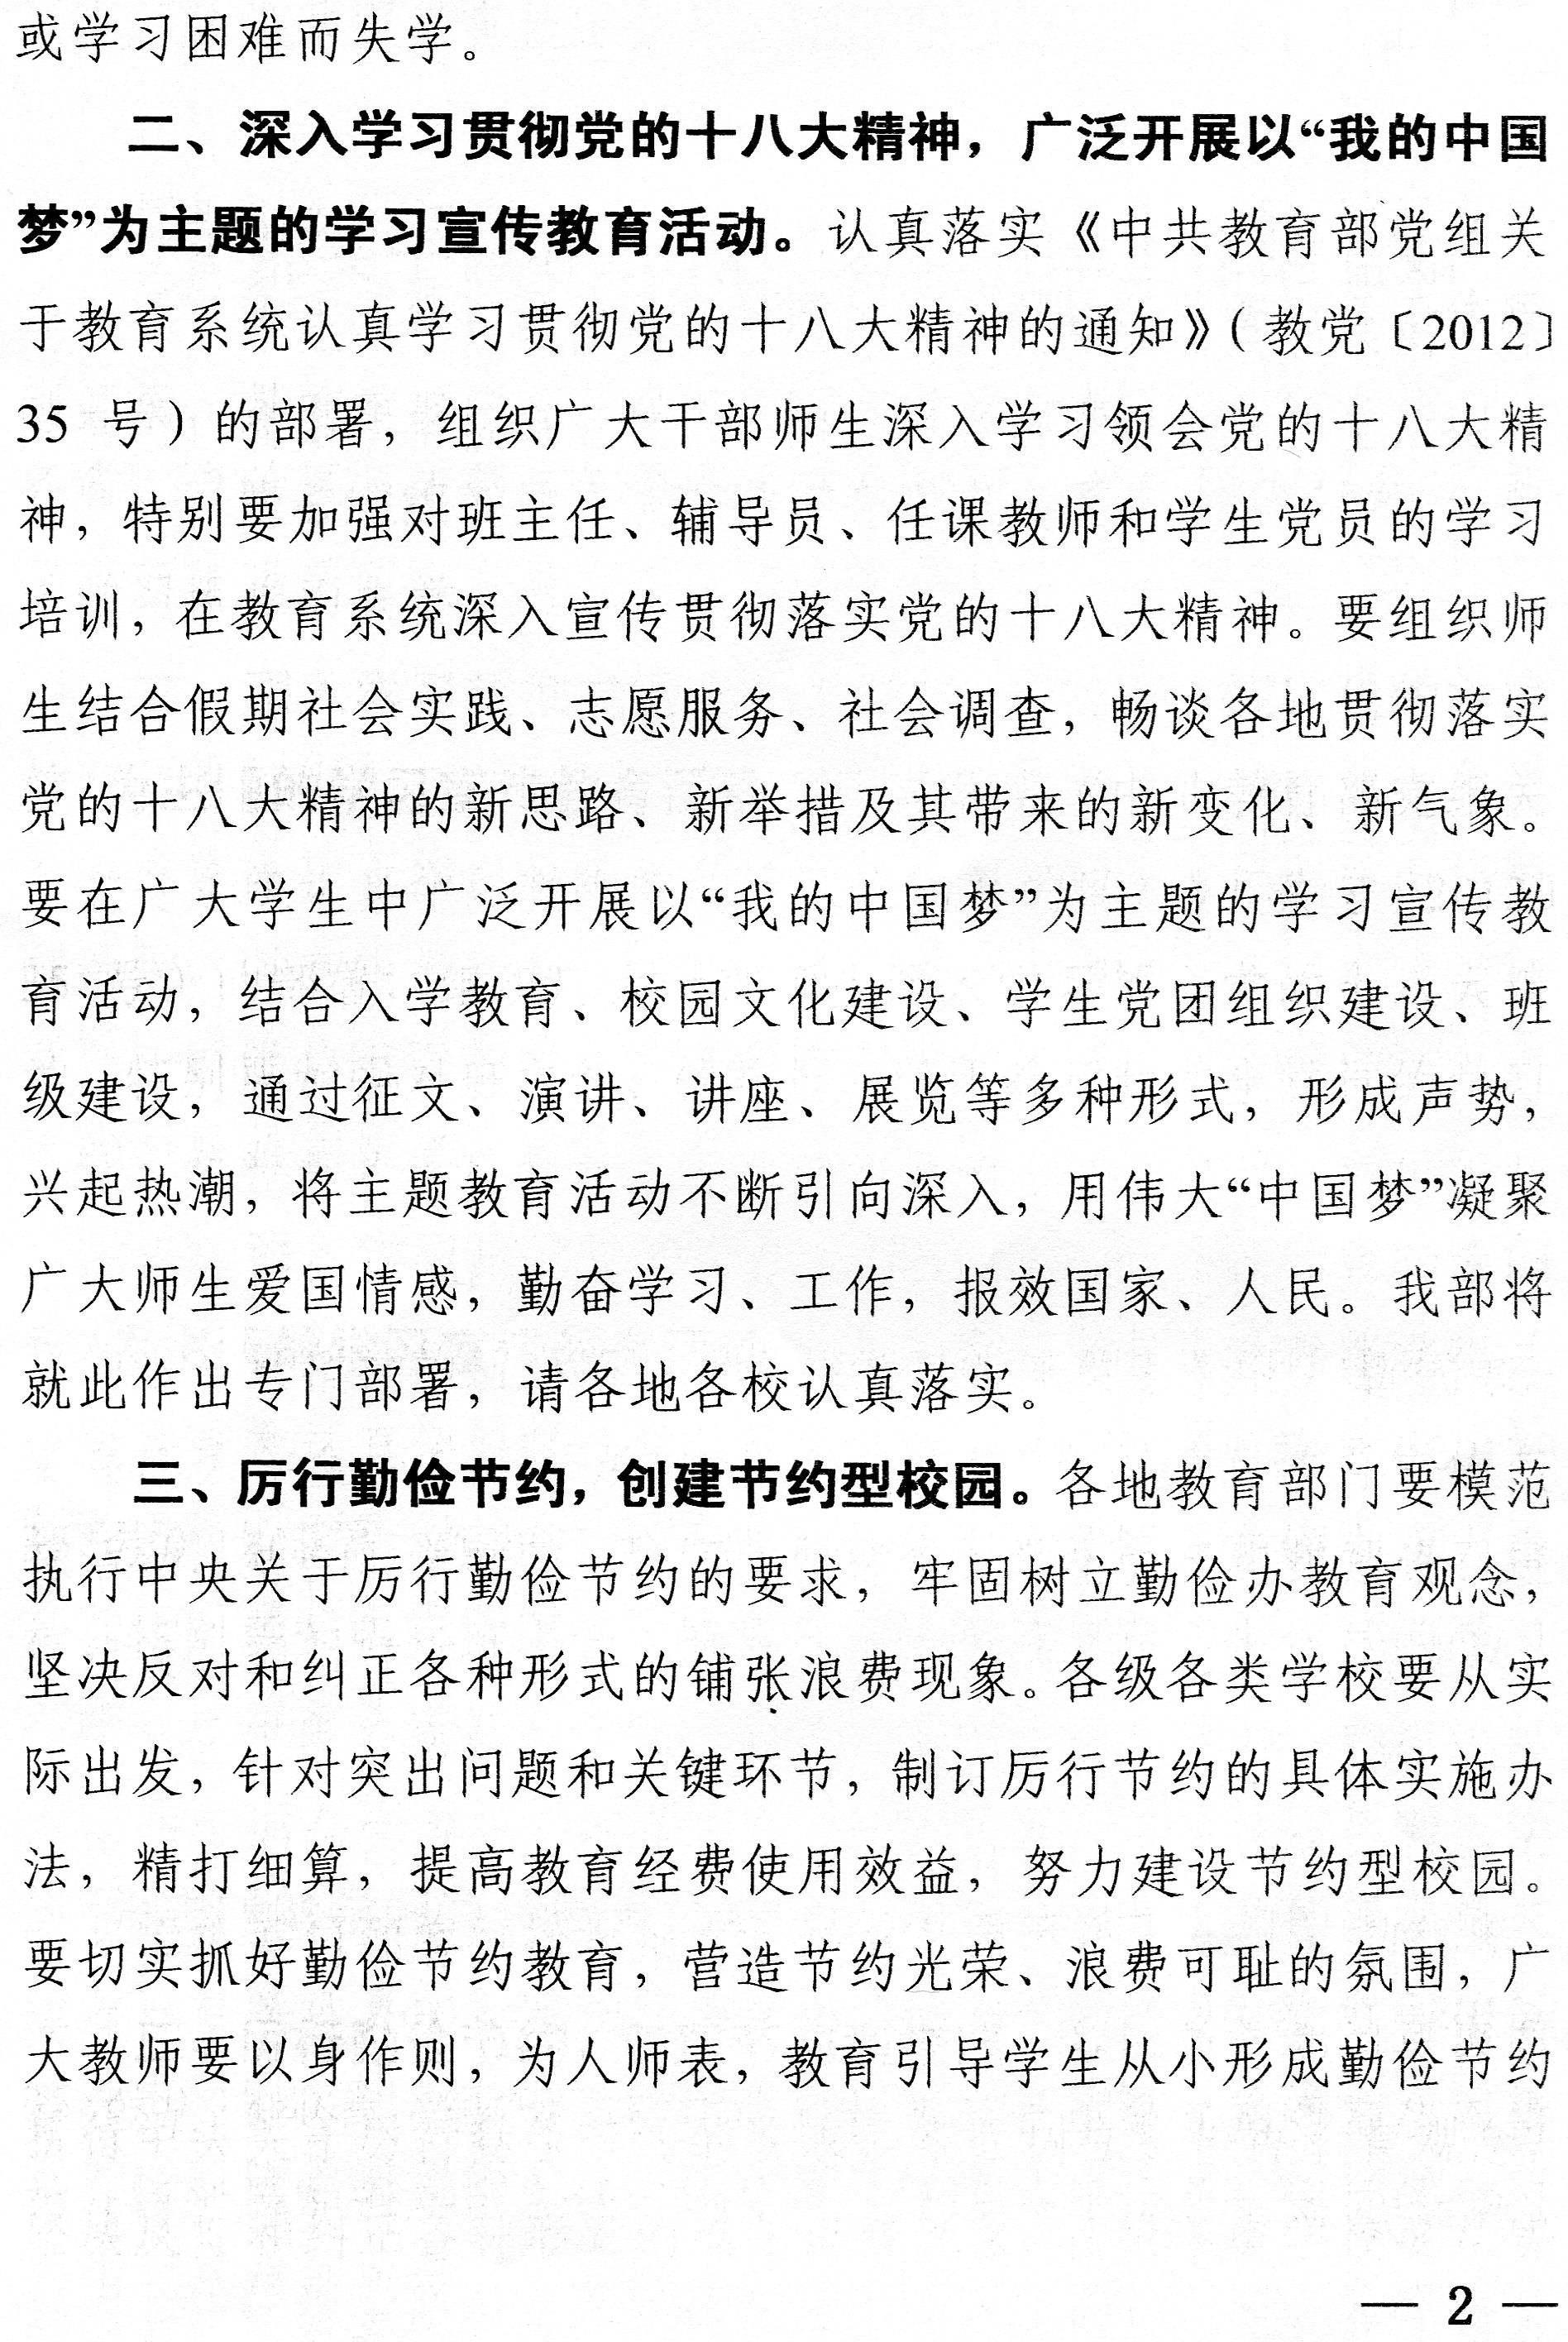 或学习困难而失学。
二、深入学习贯彻党的十八大精神，广泛开展以“我的中国
梦”为主题的学习宣传教育活动。认真落实《中共教育部党组关
于教育系统认真学习贯彻党的十八大精神的通知》（教党〔2012〕
35 号）的部署，组织广大干部师生深入学习领会党的十八大精
神，特别要加强对班主任、辅导员、任课教师和学生党员的学习
培训，在教育系统深入宣传贯彻落实党的十八大精神。要组织师
生结合假期社会实践、志愿服务、社会调查，畅谈各地贯彻落实
党的十八大精神的新思路、新举措及其带来的新变化、新气象。
要在广大学生中广泛开展以“我的中国梦”为主题的学习宣传教
育活动，结合入学教育、校园文化建设、学生党团组织建设、班
级建设，通过征文、演讲、讲座、展览等多种形式，形成声势，
兴起热潮，将主题教育活动不断引向深入，用伟大“中国梦”凝聚
广大师生爱国情感，勤奋学习、工作，报效国家、人民。我部将
就此作出专门部署，请各地各校认真落实。
三、厉行勤俭节约，创建节约型校园。各地教育部门要模范
执行中央关于厉行勤俭节约的要求，牢固树立勤俭办教育观念，
坚决反对和纠正各种形式的铺张浪费现象。各级各类学校要从实
际出发，针对突出问题和关键环节，制订厉行节约的具体实施办
法，精打细算，提高教育经费使用效益，努力建设节约型校园。
要切实抓好勤俭节约教育，营造节约光荣、浪费可耻的氛围，广
大教师要以身作则，为人师表，教育引导学生从小形成勤俭节约
— 2 —